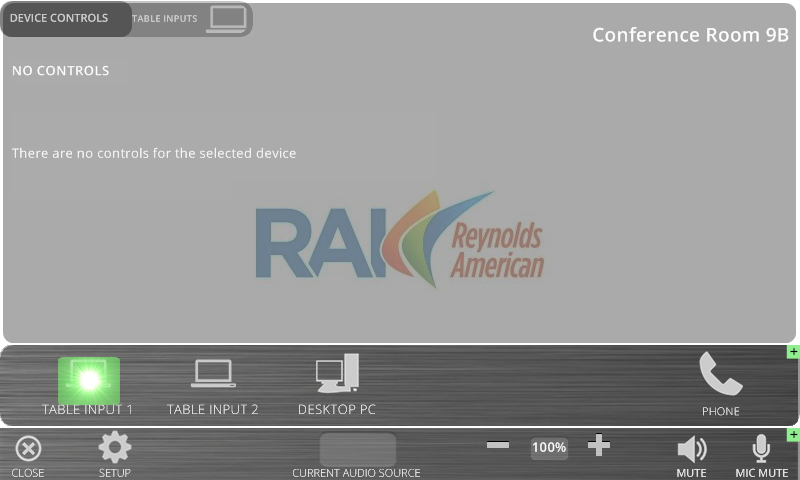 DEVICE CONTROLS
TABLE INPUTS
Conference Room 9B
NO CONTROLS
There are no controls for the selected device
RAI Reynolds
American
TABLE INPUT 1
TABLE INPUT 2
DESKTOP PC
PHONE
100%
CLOSE
SETUP
CURRENT AUDIO SOURCE
MUTE
MIC MUTE